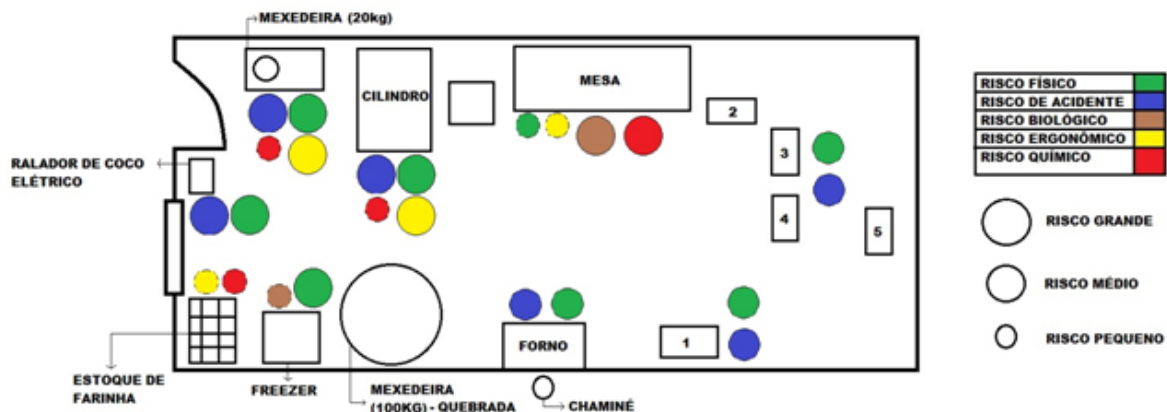 MEXEDEIRA (20kg)
CILINDRO
MESA
2
3
4
5
RALADOR DE COCO
ELÉTRICO
FORNO
1
ESTOQUE DE
FARINHA
FREEZER
MEXEDEIRA
(100KG) - QUEBRADA
CHAMINÉ
RISCO FÍSICO
RISCO DE ACIDENTE
RISCO BIOLÓGICO
RISCO ERGONÔMICO
RISCO QUÍMICO
RISCO GRANDE
RISCO MÉDIO
RISCO PEQUENO